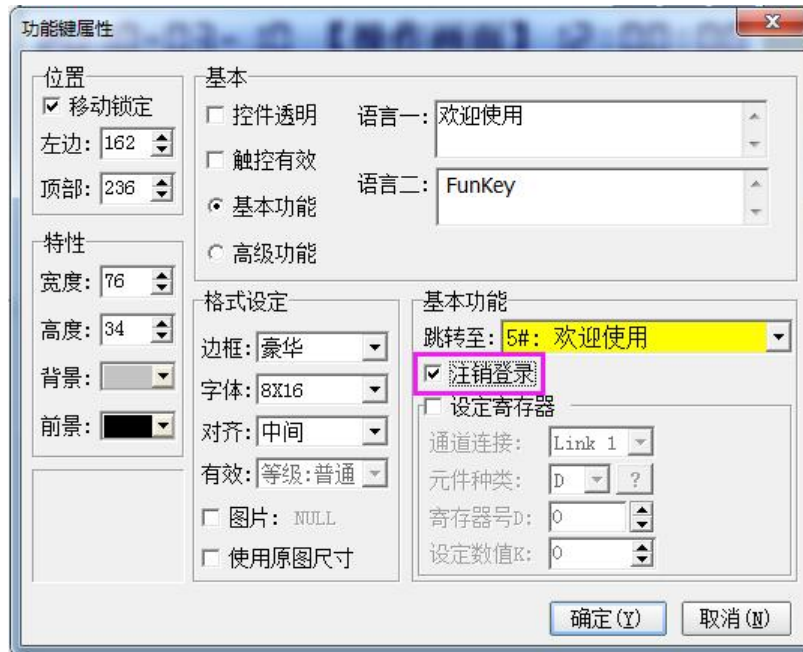 功能键属性
位置
移动锁定
左边: 162
顶部: 236
特性
宽度: 76
高度: 34
背景:
前景:
基本
控件透明
触控有效
基本功能
高级功能
语言一: 欢迎使用
语言二: FunKey
格式设定
边框: 豪华
字体: 8X16
对齐: 中间
有效: 等级:普通
图片: NULL
使用原图尺寸
基本功能
跳转至: 5#: 欢迎使用
注销登录
设定寄存器
通道连接: Link 1
元件种类: D ?
寄存器号D: 0
设定数值K: 0
确定(Y) 取消(N)